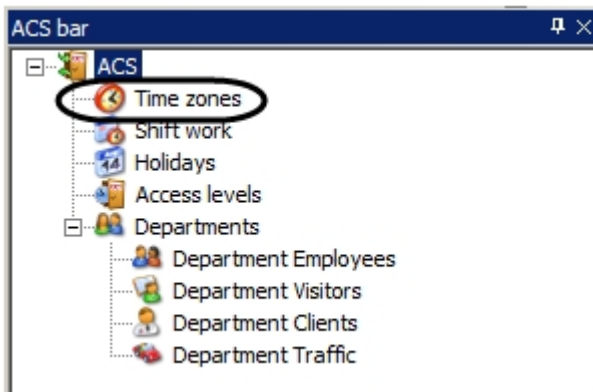 ACS bar
ACS
Time zones
Shift work
Holidays
Access levels
Departments
Department Employees
Department Visitors
Department Clients
Department Traffic